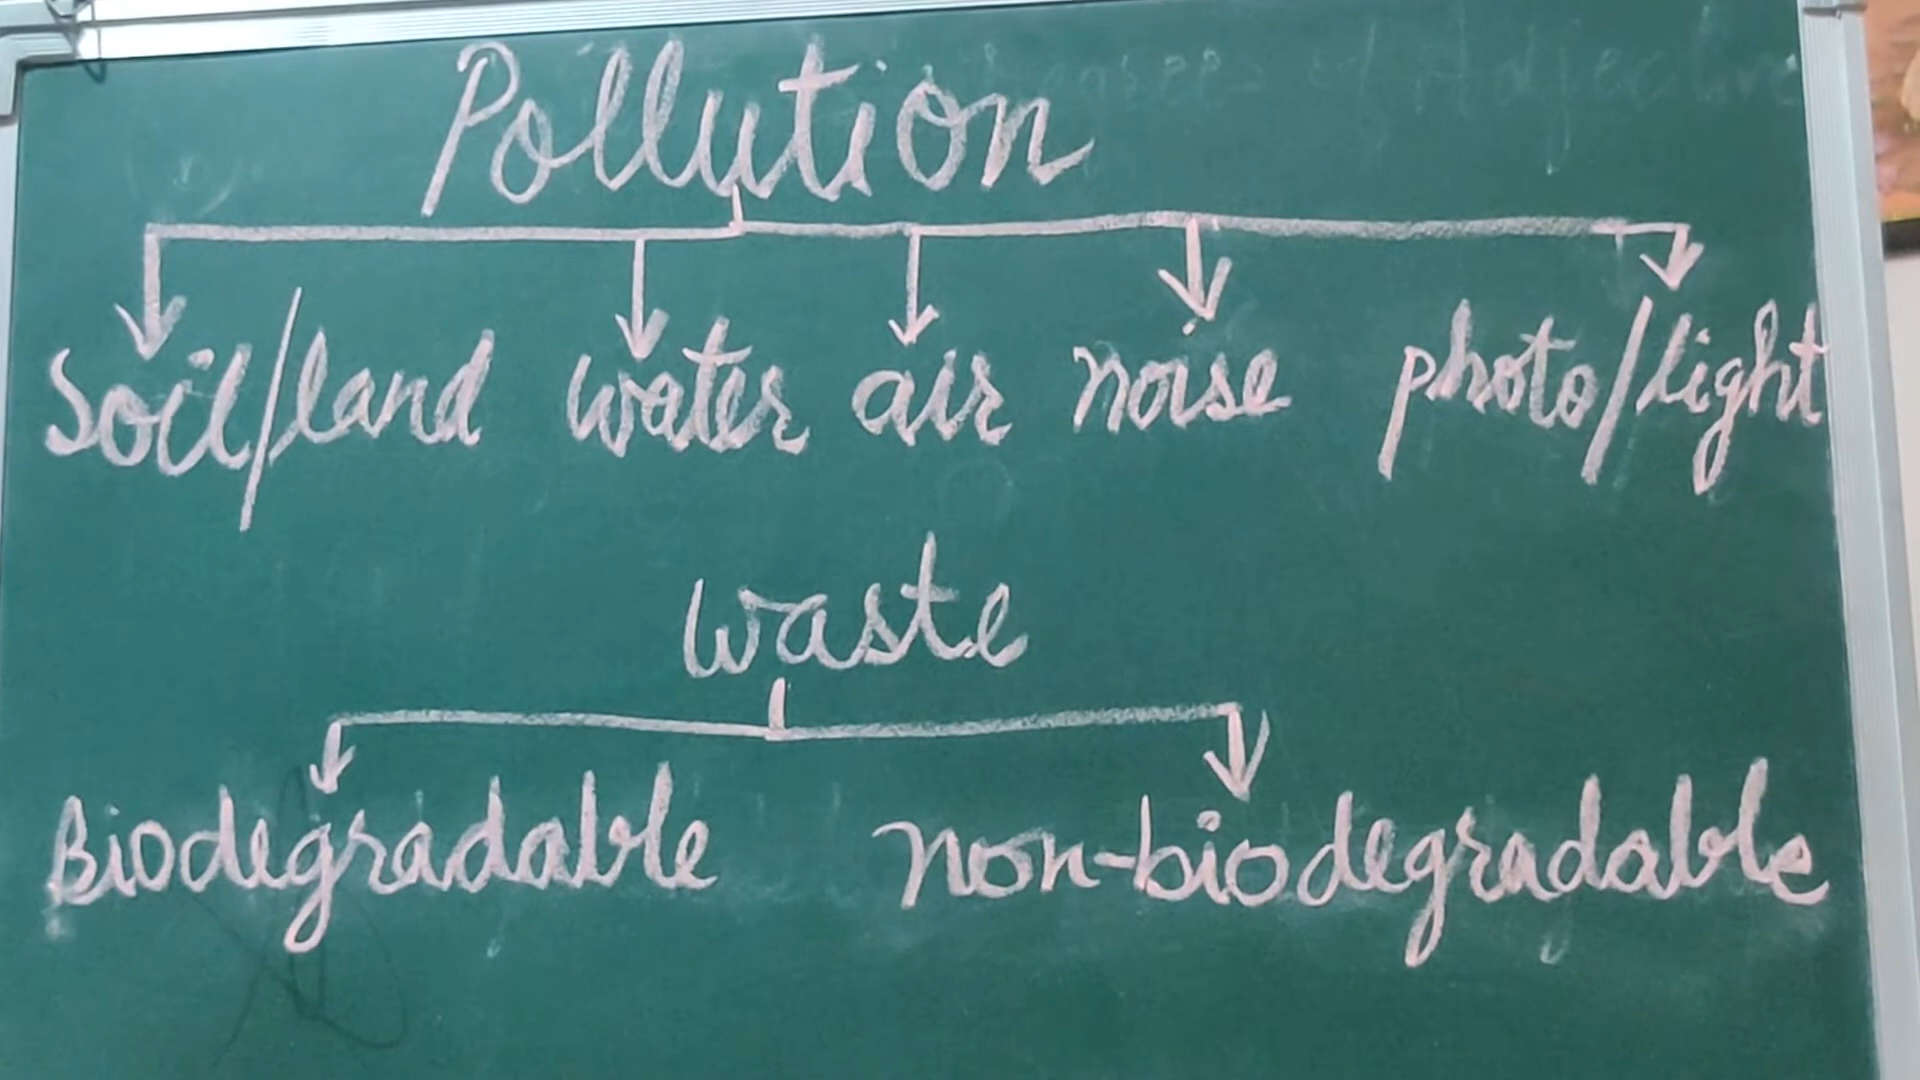 Pollution
Soil/land water air noise photo/light
waste
Biodegradable non-biodegradable